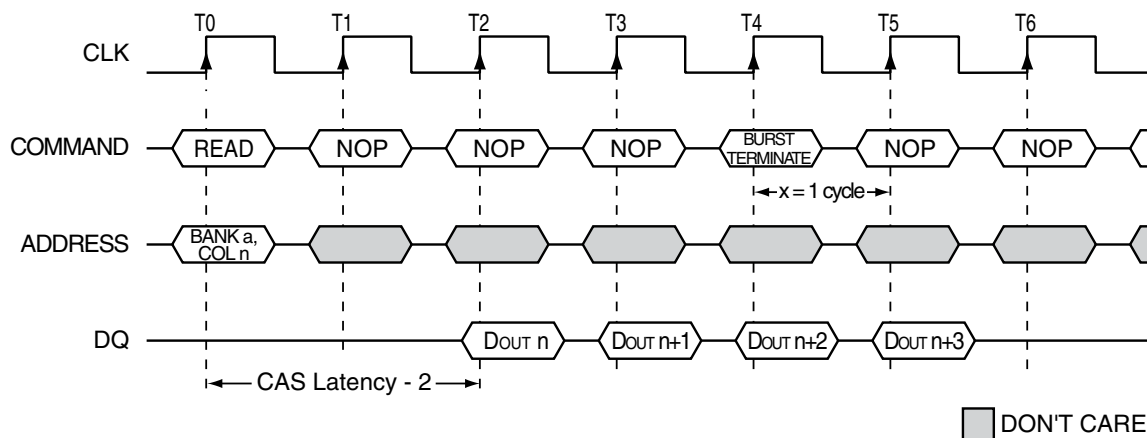 T0 T1 T2 T3 T4 T5 T6
CLK
COMMAND READ NOP NOP NOP BURST TERMINATE NOP NOP
x = 1 cycle
ADDRESS BANK a, COL n
DQ DOUT n DOUT n+1 DOUT n+2 DOUT n+3
CAS Latency - 2
DON'T CARE